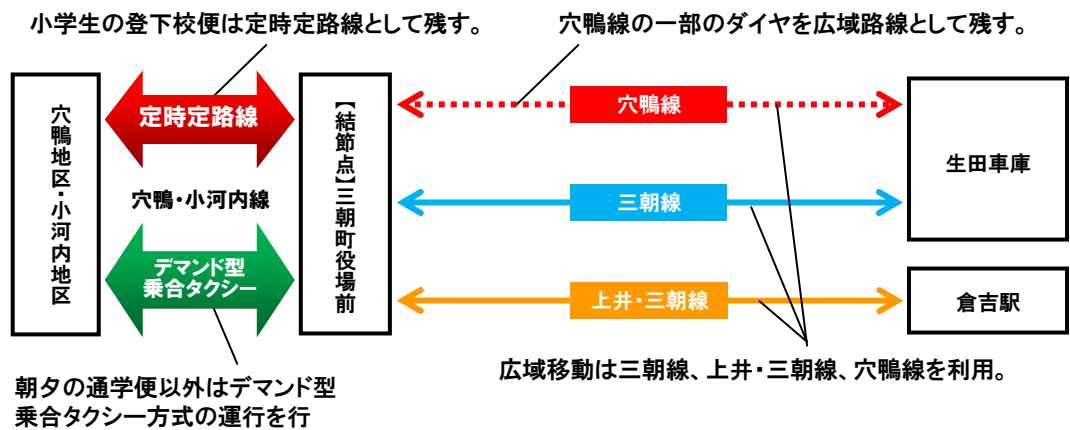 小学生の登下校便は定時定路線として残す。
穴鴨線の一部のダイヤを広域路線として残す。
穴鴨地区・小河内地区
定時定路線
穴鴨・小河内線
デマンド型
乗合タクシー
【結節点】三朝町役場前
穴鴨線
三朝線
上井・三朝線
生田車庫
倉吉駅
広域移動は三朝線、上井・三朝線、穴鴨線を利用。
朝夕の通学便以外はデマンド型
乗合タクシー方式の運行を行